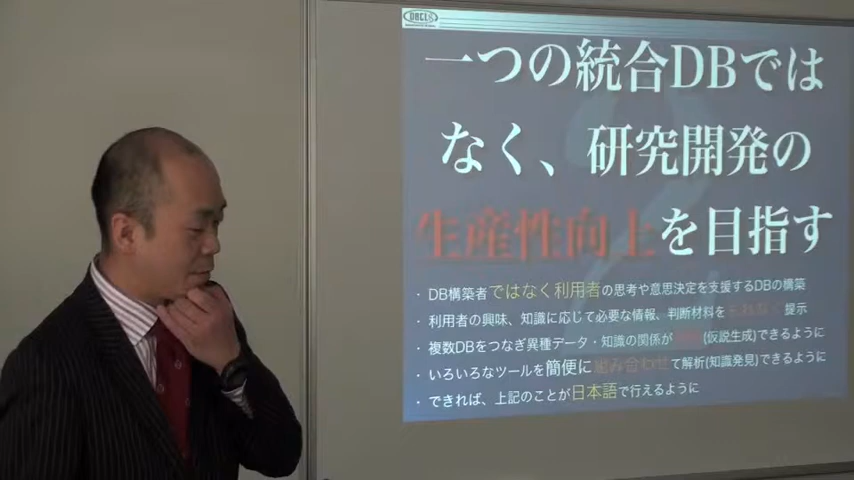 DBCLS
一つの統合DBでは
なく、研究開発の
生産性向上を目指す
・ DB構築者ではなく利用者の思考や意思決定を支援するDBの構築
・ 利用者の興味、知識に応じて必要な情報、判断材料を 提示
・ 複数DBをつなぎ異種データ・知識の関係が (仮説生成)できるように
・ いろいろなツールを簡便に組み合わせて解析(知識発見)できるように
・ できれば、上記のことが日本語で行えるように